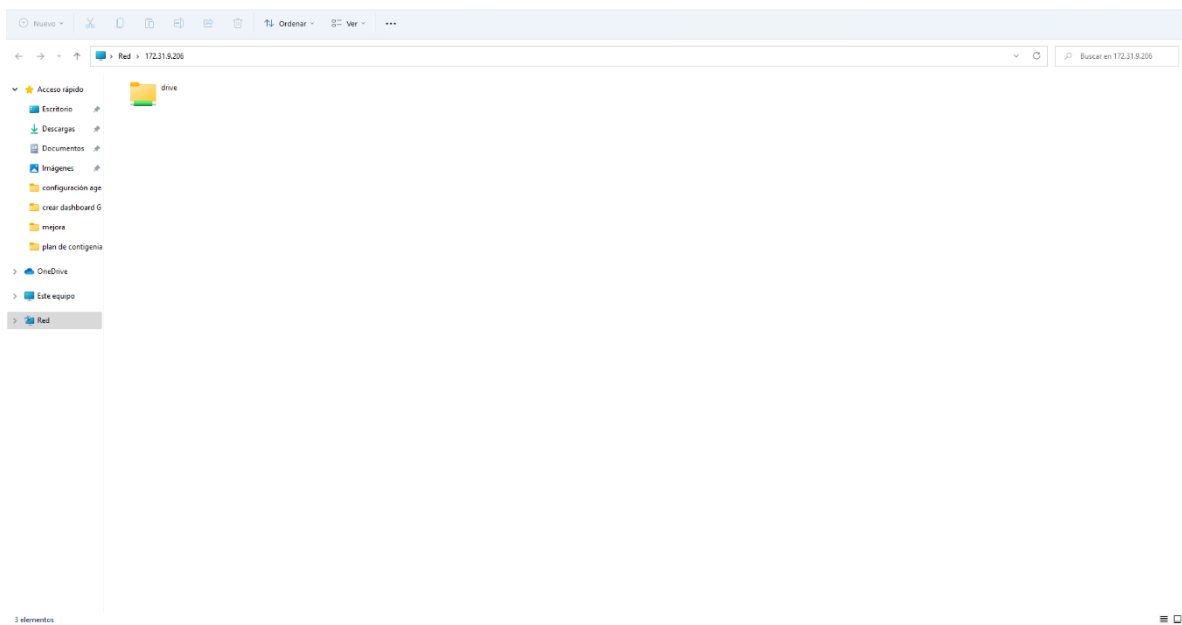 Nuevo Ordenar Ver
Red > 172.31.9.206 Buscar en 172.31.9.206
Acceso rápido
Escritorio
Descargas
Documentos
Imágenes
configuración age
crear dashboard G
mejora
plan de contigenia
OneDrive
Este equipo
Red
drive
3 elementos